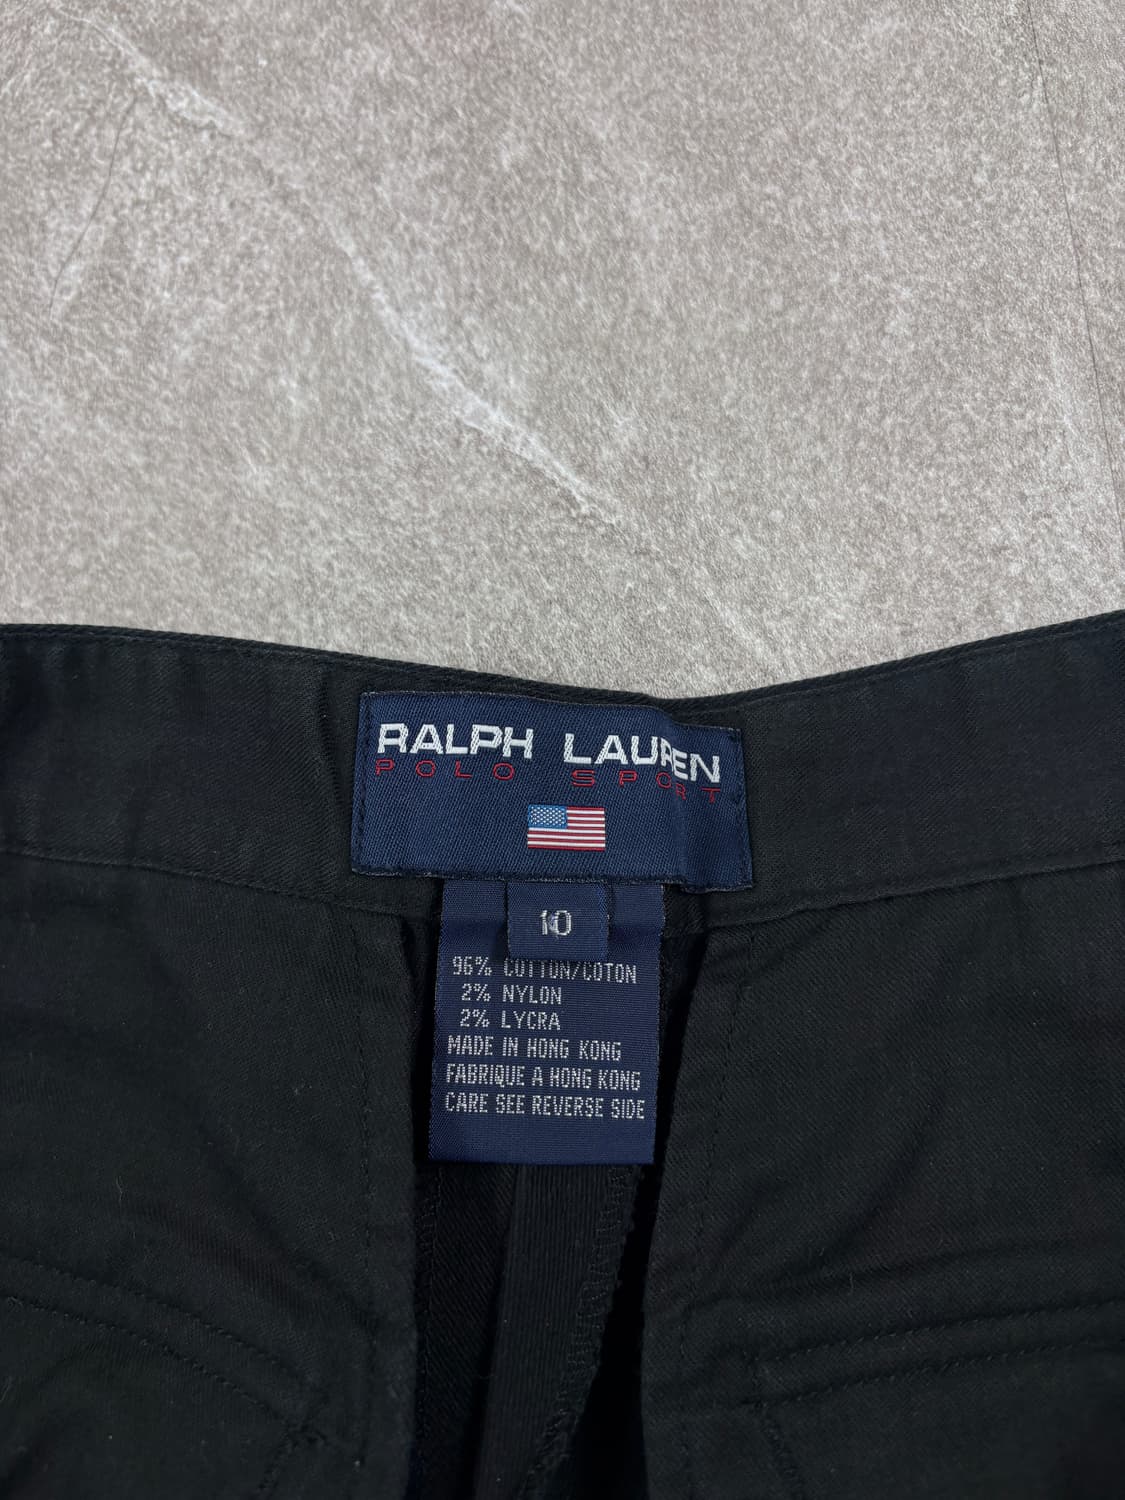 RALPH LAUREN
POLO SPORT
10
96% COTTON/COTON
2% NYLON
2% LYCRA
MADE IN HONG KONG
FABRIQUE A HONG KONG
CARE SEE REVERSE SIDE